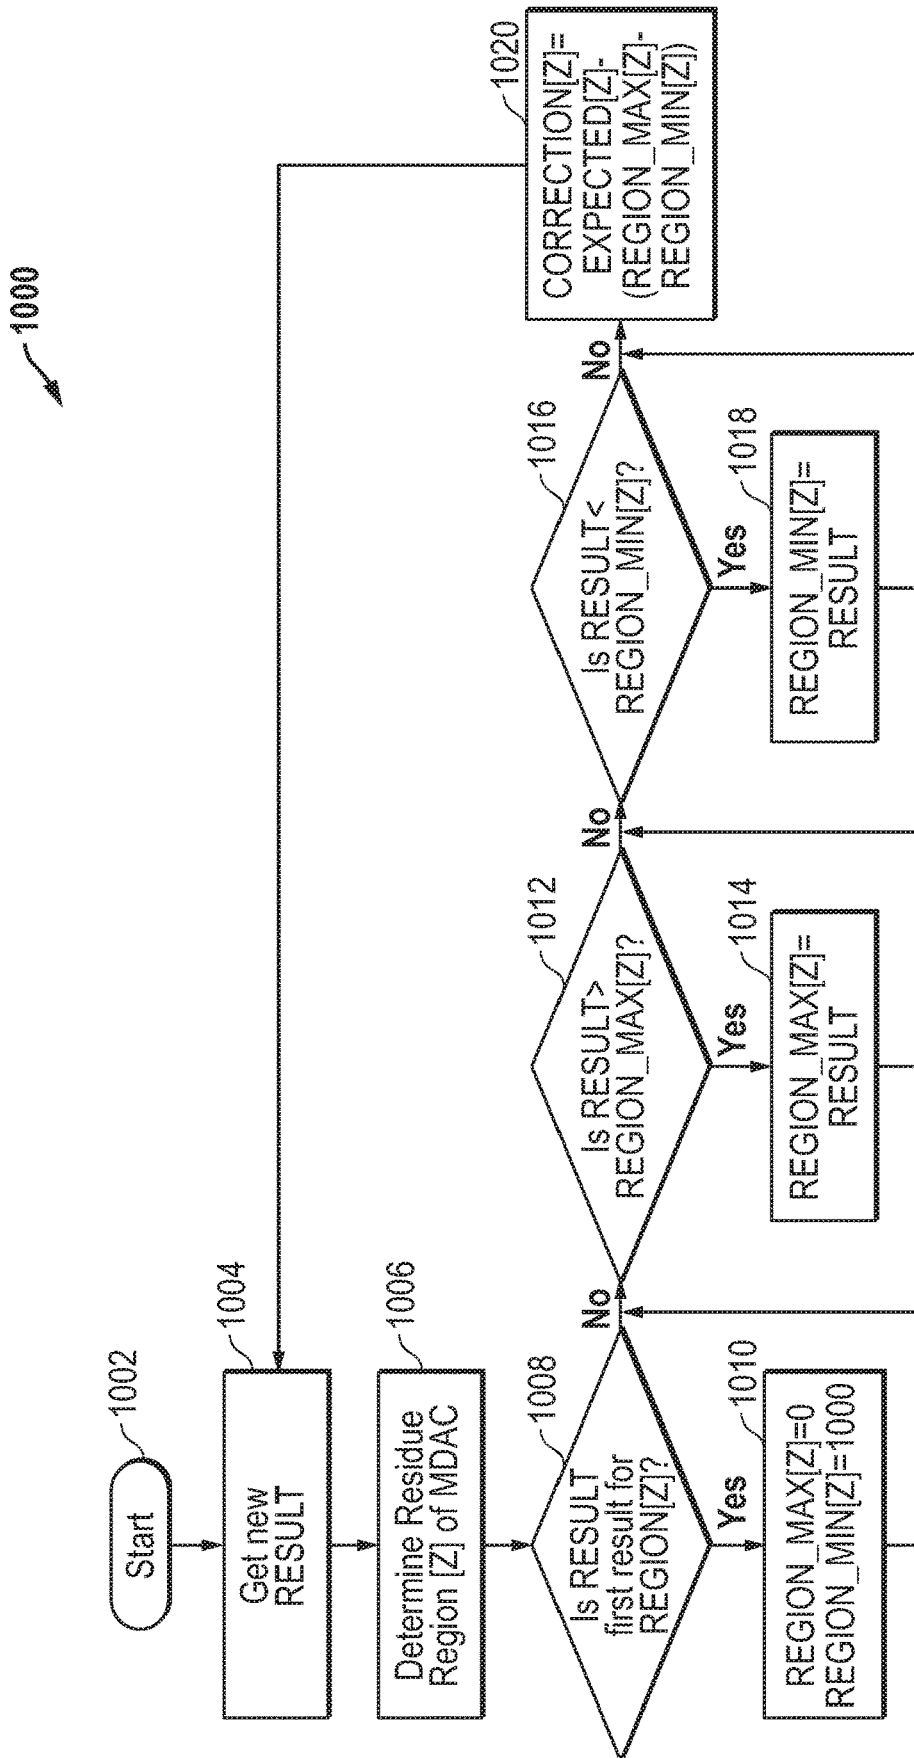 1000
Start
1002
Get new
RESULT
1004
Determine Residue
Region [Z] of MDAC
1006
Is RESULT
first result for
REGION[Z]?
1008
Yes
No
REGION_MAX[Z]=0
REGION_MIN[Z]=1000
1010
Is RESULT>
REGION_MAX[Z]?
1012
Yes
No
REGION_MAX[Z]=
RESULT
1014
Is RESULT<
REGION_MIN[Z]?
1016
Yes
No
REGION_MIN[Z]=
RESULT
1018
CORRECTION[Z]=
EXPECTED[Z]-
(REGION_MAX[Z]-
REGION_MIN[Z])
1020